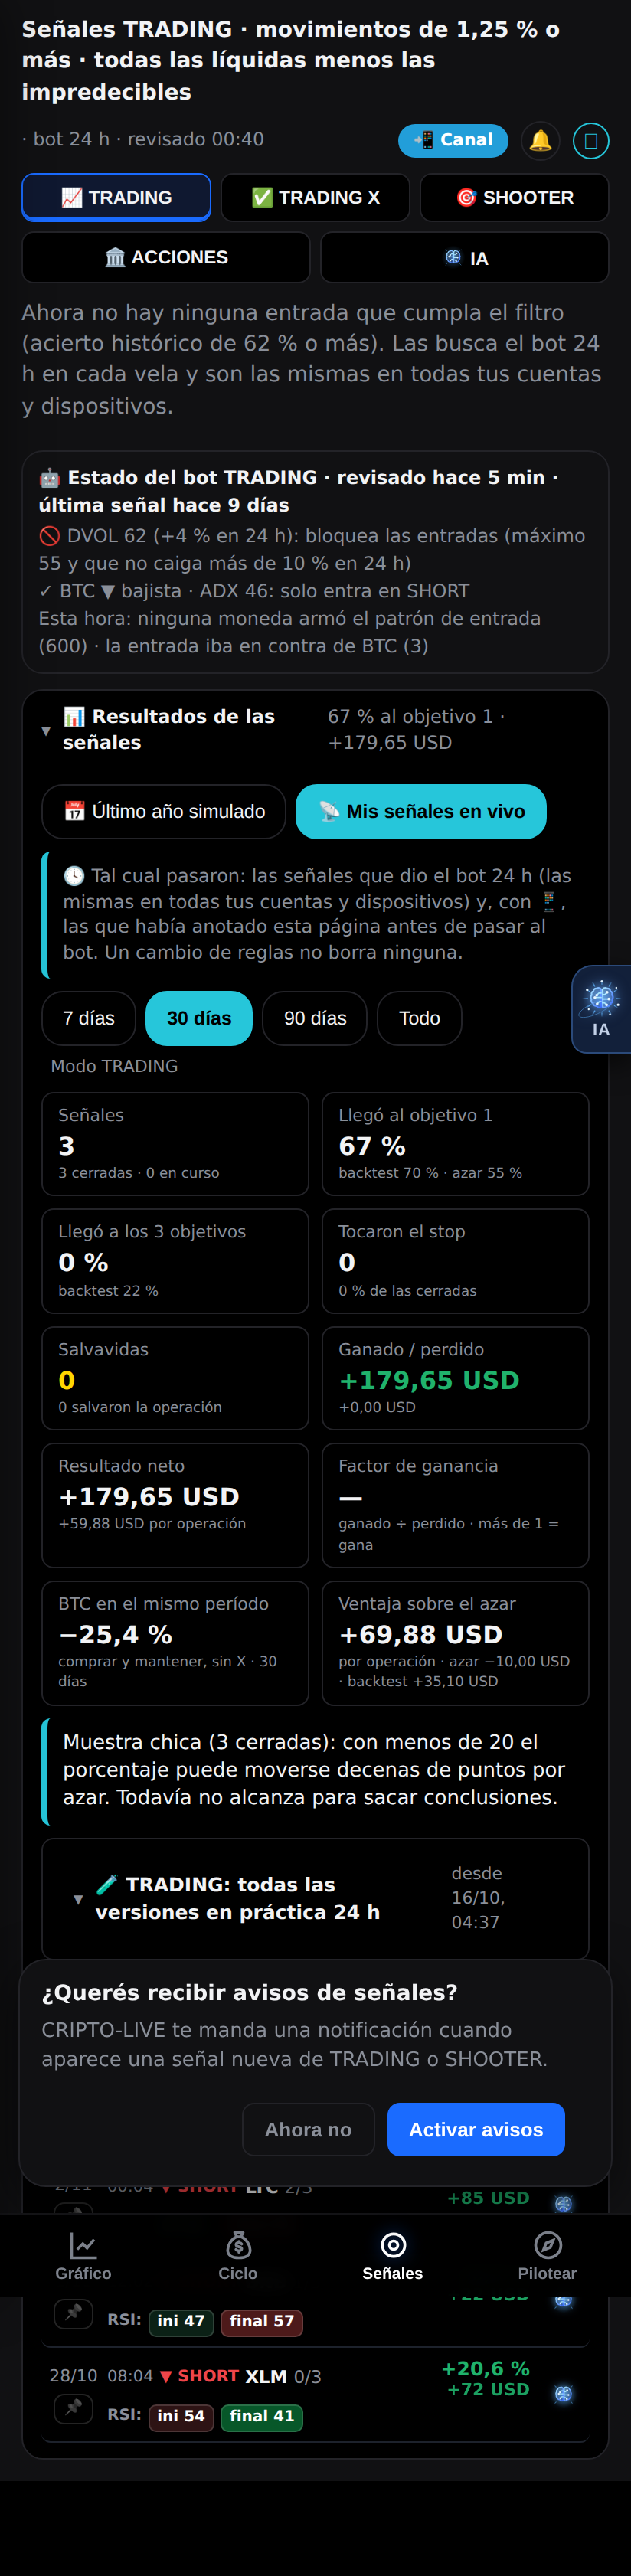 Señales TRADING · movimientos de 1,25 % o
más · todas las líquidas menos las
impredecibles
· bot 24 h · revisado 00:40
📲 Canal
📈 TRADING
✅ TRADING X
🎯 SHOOTER
🏛️ ACCIONES
IA
Ahora no hay ninguna entrada que cumpla el filtro
(acierto histórico de 62 % o más). Las busca el bot 24
h en cada vela y son las mismas en todas tus cuentas
y dispositivos.
🤖 Estado del bot TRADING · revisado hace 5 min ·
última señal hace 9 días
🚫 DVOL 62 (+4 % en 24 h): bloquea las entradas (máximo
55 y que no caiga más de 10 % en 24 h)
✓ BTC ▼ bajista · ADX 46: solo entra en SHORT
Esta hora: ninguna moneda armó el patrón de entrada
(600) · la entrada iba en contra de BTC (3)
▼ 📊 Resultados de las
señales
67 % al objetivo 1 ·
+179,65 USD
📅 Último año simulado
📡 Mis señales en vivo
🕓 Tal cual pasaron: las señales que dio el bot 24 h (las
mismas en todas tus cuentas y dispositivos) y, con 📱,
las que había anotado esta página antes de pasar al
bot. Un cambio de reglas no borra ninguna.
IA
7 días
30 días
90 días
Todo
Modo TRADING
Señales
3
3 cerradas · 0 en curso
Llegó al objetivo 1
67 %
backtest 70 % · azar 55 %
Llegó a los 3 objetivos
0 %
backtest 22 %
Tocaron el stop
0
0 % de las cerradas
Salvavidas
0
0 salvaron la operación
Ganado / perdido
+179,65 USD
+0,00 USD
Resultado neto
+179,65 USD
+59,88 USD por operación
Factor de ganancia
—
ganado ÷ perdido · más de 1 =
gana
BTC en el mismo período
−25,4 %
comprar y mantener, sin X · 30
días
Ventaja sobre el azar
+69,88 USD
por operación · azar −10,00 USD
· backtest +35,10 USD
Muestra chica (3 cerradas): con menos de 20 el
porcentaje puede moverse decenas de puntos por
azar. Todavía no alcanza para sacar conclusiones.
▼ 🧪 TRADING: todas las
versiones en práctica 24 h
desde
16/10,
04:37
¿Querés recibir avisos de señales?
CRIPTO-LIVE te manda una notificación cuando
aparece una señal nueva de TRADING o SHOOTER.
Ahora no
Activar avisos
▼ SHORT LTC 2/3
+85 USD
Gráfico
Ciclo
Señales
Pilotear
RSI: ini 47 final 57
28/10 08:04 ▼ SHORT XLM 0/3
+20,6 %
+72 USD
RSI: ini 54 final 41